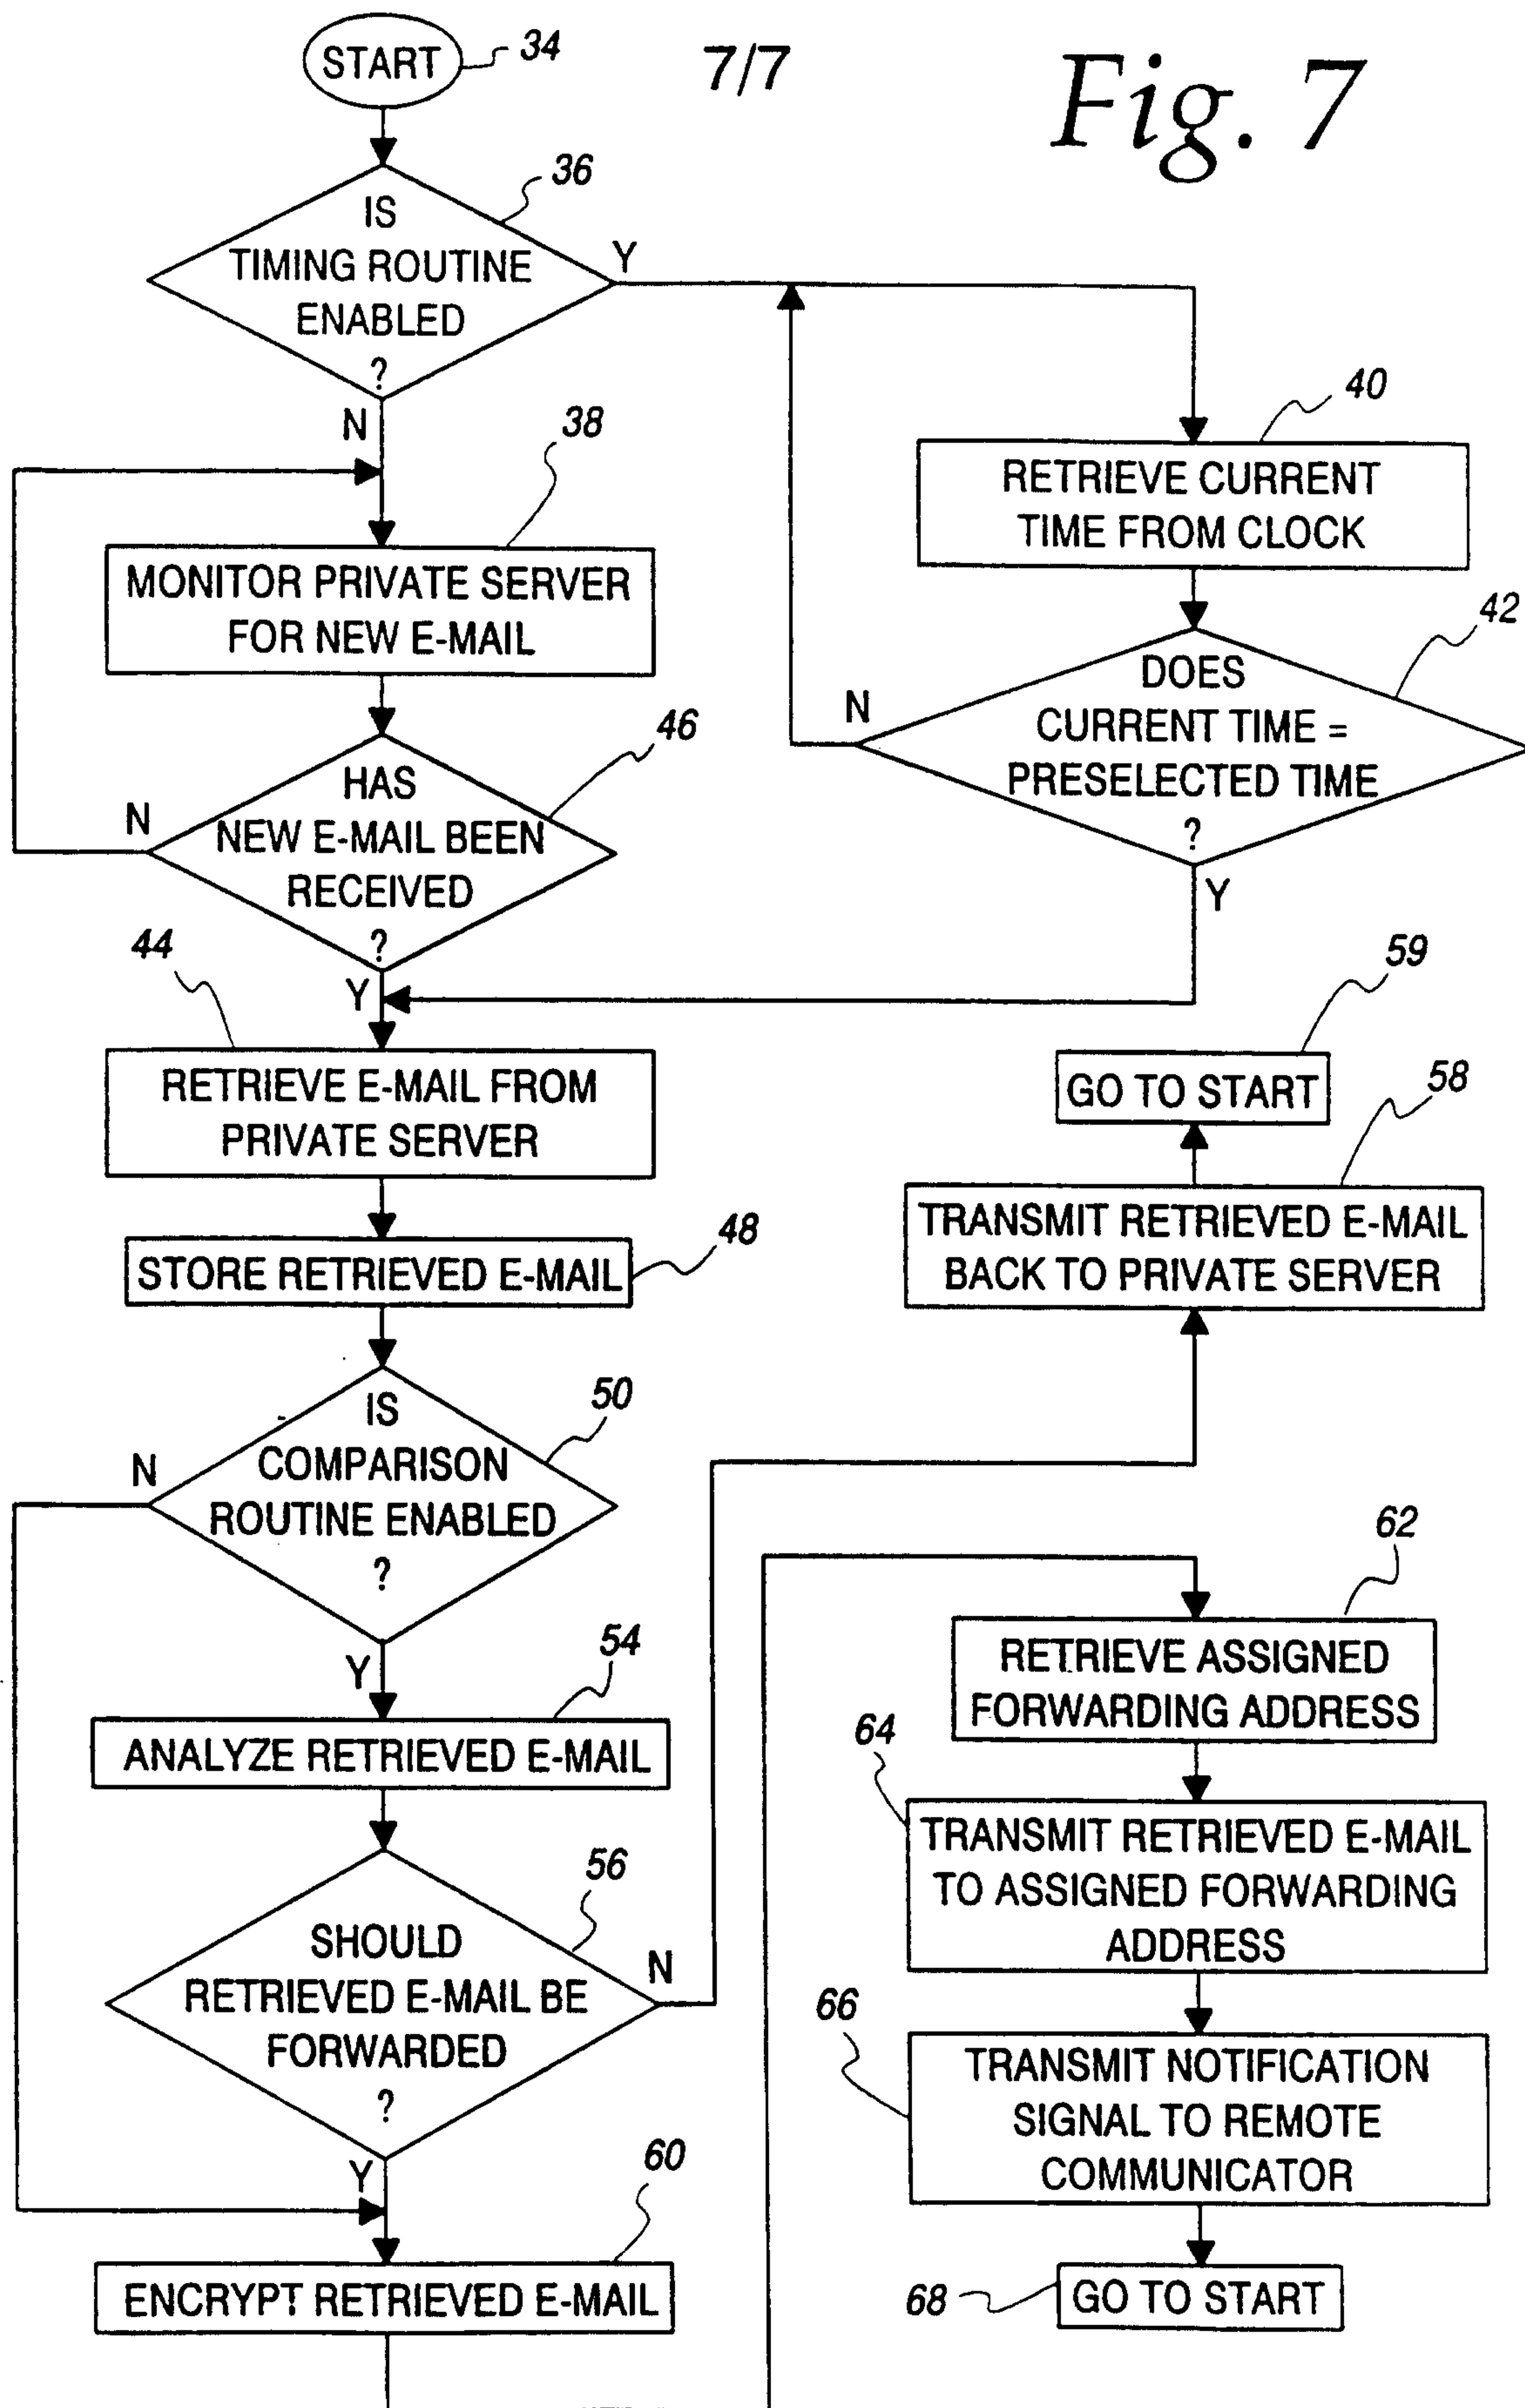 START
34
7/7
Fig. 7
36
IS
TIMING ROUTINE
ENABLED
?
Y
N
38
MONITOR PRIVATE SERVER
FOR NEW E-MAIL
40
RETRIEVE CURRENT
TIME FROM CLOCK
42
DOES
CURRENT TIME =
PRESELECTED TIME
?
N
Y
46
HAS
NEW E-MAIL BEEN
RECEIVED
?
N
Y
44
RETRIEVE E-MAIL FROM
PRIVATE SERVER
59
GO TO START
58
TRANSMIT RETRIEVED E-MAIL
BACK TO PRIVATE SERVER
STORE RETRIEVED E-MAIL
48
50
IS
COMPARISON
ROUTINE ENABLED
?
N
Y
54
ANALYZE RETRIEVED E-MAIL
56
SHOULD
RETRIEVED E-MAIL BE
FORWARDED
?
N
Y
60
ENCRYPT RETRIEVED E-MAIL
62
RETRIEVE ASSIGNED
FORWARDING ADDRESS
64
TRANSMIT RETRIEVED E-MAIL
TO ASSIGNED FORWARDING
ADDRESS
66
TRANSMIT NOTIFICATION
SIGNAL TO REMOTE
COMMUNICATOR
68
GO TO START